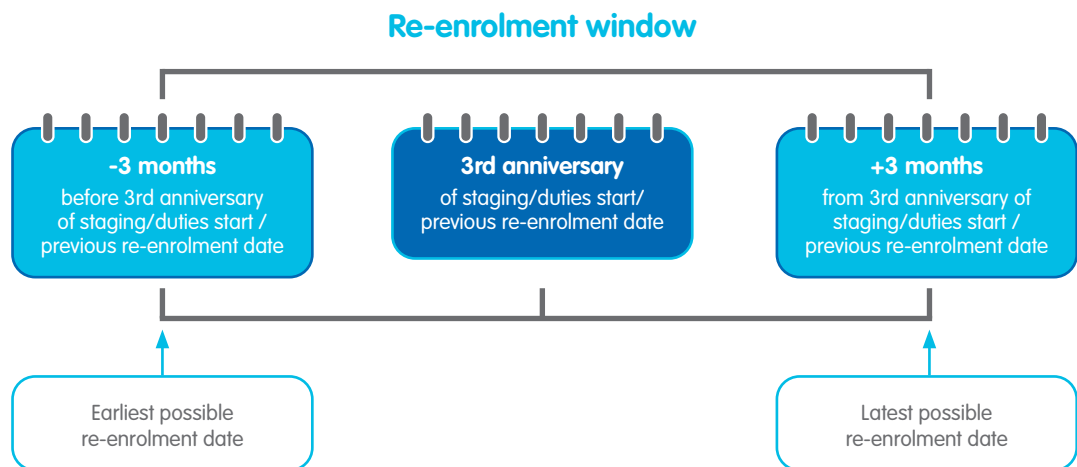 Re-enrolment window
-3 months
before 3rd anniversary
of staging/duties start /
previous re-enrolment date
3rd anniversary
of staging/duties start/
previous re-enrolment date
+3 months
from 3rd anniversary of
staging/duties start /
previous re-enrolment date
Earliest possible
re-enrolment date
Latest possible
re-enrolment date